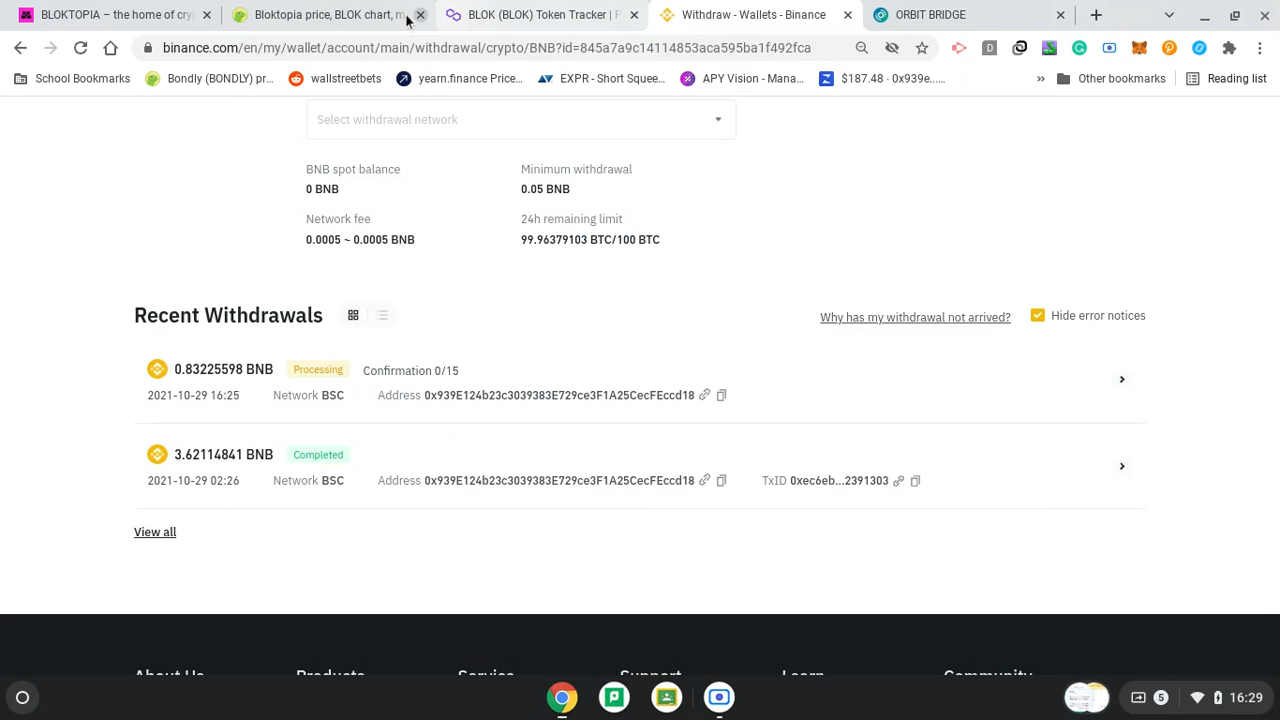 BLOKTOPIA – the home of cr
Bloktopia price, BLOK chart, m
BLOK (BLOK) Token Tracker | P
Withdraw - Wallets - Binance
ORBIT BRIDGE
binance.com/en/my/wallet/account/main/withdrawal/crypto/BNB?id=845a7a9c14114853aca595ba1f492fca
School Bookmarks
Bondly (BONDLY) pr...
wallstreetbets
yearn.finance Price...
EXPR - Short Squee...
APY Vision - Mana...
$187.48 · 0x939e......
»
Other bookmarks
Reading list
Select withdrawal network
BNB spot balance
Minimum withdrawal
0 BNB
0.05 BNB
Network fee
24h remaining limit
0.0005 ~ 0.0005 BNB
99.96379103 BTC/100 BTC
Recent Withdrawals
Why has my withdrawal not arrived?
Hide error notices
0.83225598 BNB Processing Confirmation 0/15
2021-10-29 16:25 Network BSC Address 0x939E124b23c3039383E729ce3F1A25CecFEccd18
3.62114841 BNB Completed
2021-10-29 02:26 Network BSC Address 0x939E124b23c3039383E729ce3F1A25CecFEccd18 TxID 0xec6eb...2391303
View all
About Us Products Service Support Learn Community
5
16:29